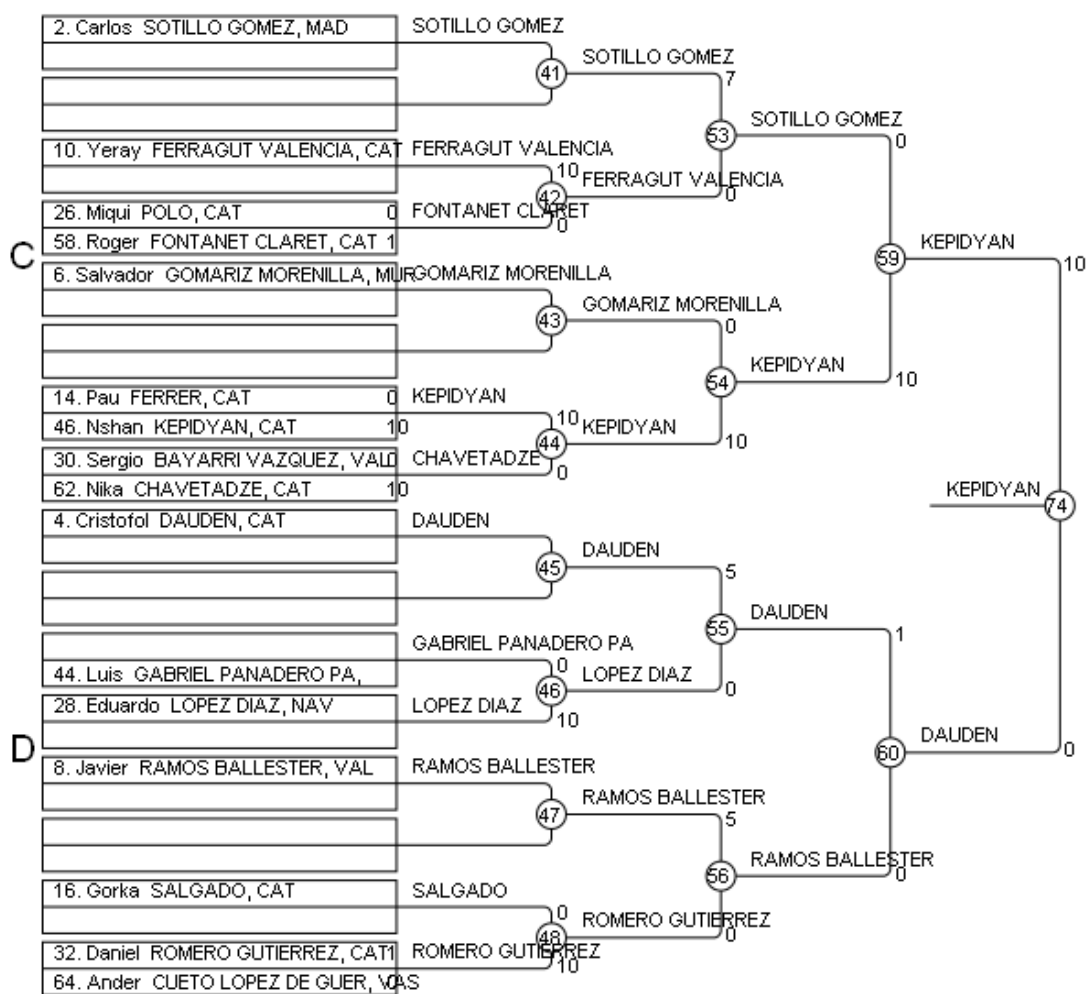 2. Carlos SOTILLO GOMEZ, MAD SOTILLO GOMEZ
41 SOTILLO GOMEZ
7
53 SOTILLO GOMEZ
0
10. Yeray FERRAGUT VALENCIA, CAT FERRAGUT VALENCIA
10
42 FERRAGUT VALENCIA
0
26. Miqui POLO, CAT 0 FONTANET CLARET
0
58. Roger FONTANET CLARET, CAT 1
C
59 KEPIDYAN
10
6. Salvador GOMARIZ MORENILLA, MUR GOMARIZ MORENILLA
43 GOMARIZ MORENILLA
0
54 KEPIDYAN
10
14. Pau FERRER, CAT 0 KEPIDYAN
10
46. Nshan KEPIDYAN, CAT 10
44 KEPIDYAN
10
30. Sergio BAYARRI VAZQUEZ, VAL 0 CHAVETADZE
0
62. Nika CHAVETADZE, CAT 10
KEPIDYAN 74
4. Cristofol DAUDEN, CAT DAUDEN
45 DAUDEN
5
55 DAUDEN
1
GABRIEL PANADERO PA
0
44. Luis GABRIEL PANADERO PA,
46 LOPEZ DIAZ
0
28. Eduardo LOPEZ DIAZ, NAV LOPEZ DIAZ
10
D
60 DAUDEN
0
8. Javier RAMOS BALLESTER, VAL RAMOS BALLESTER
47 RAMOS BALLESTER
5
56 RAMOS BALLESTER
0
16. Gorka SALGADO, CAT SALGADO
0
48 ROMERO GUTIERREZ
0
32. Daniel ROMERO GUTIERREZ, CAT 1 ROMERO GUTIERREZ
10
64. Ander CUETO LOPEZ DE GUER, VAS 0